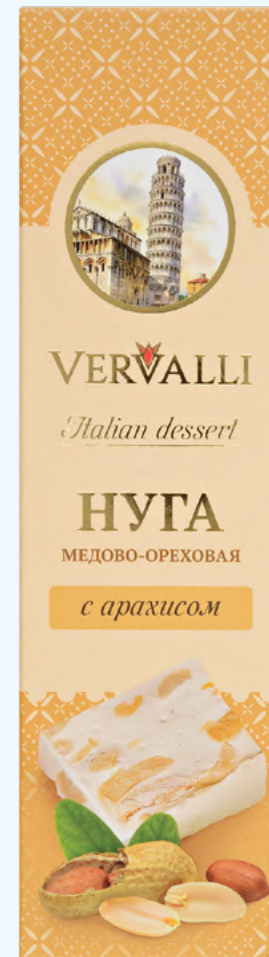 VERVALLI
Italian dessert
НУГА
МЕДОВО-ОРЕХОВАЯ
с арахисом